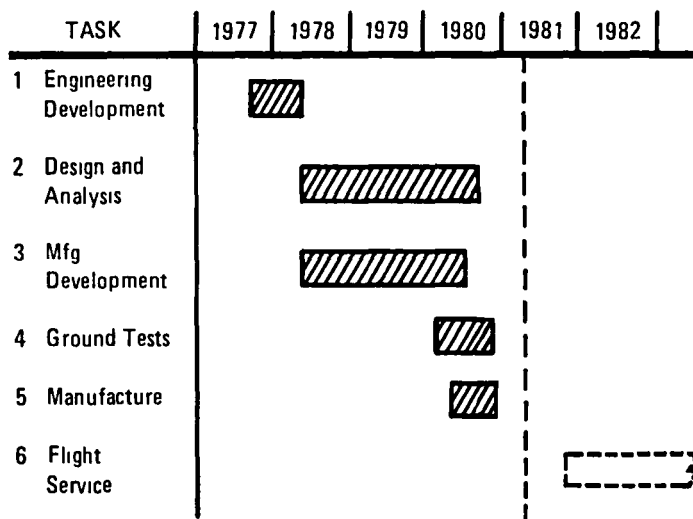 TASK 1977 1978 1979 1980 1981 1982
1 Engineering
Development
2 Design and
Analysis
3 Mfg
Development
4 Ground Tests
5 Manufacture
6 Flight
Service